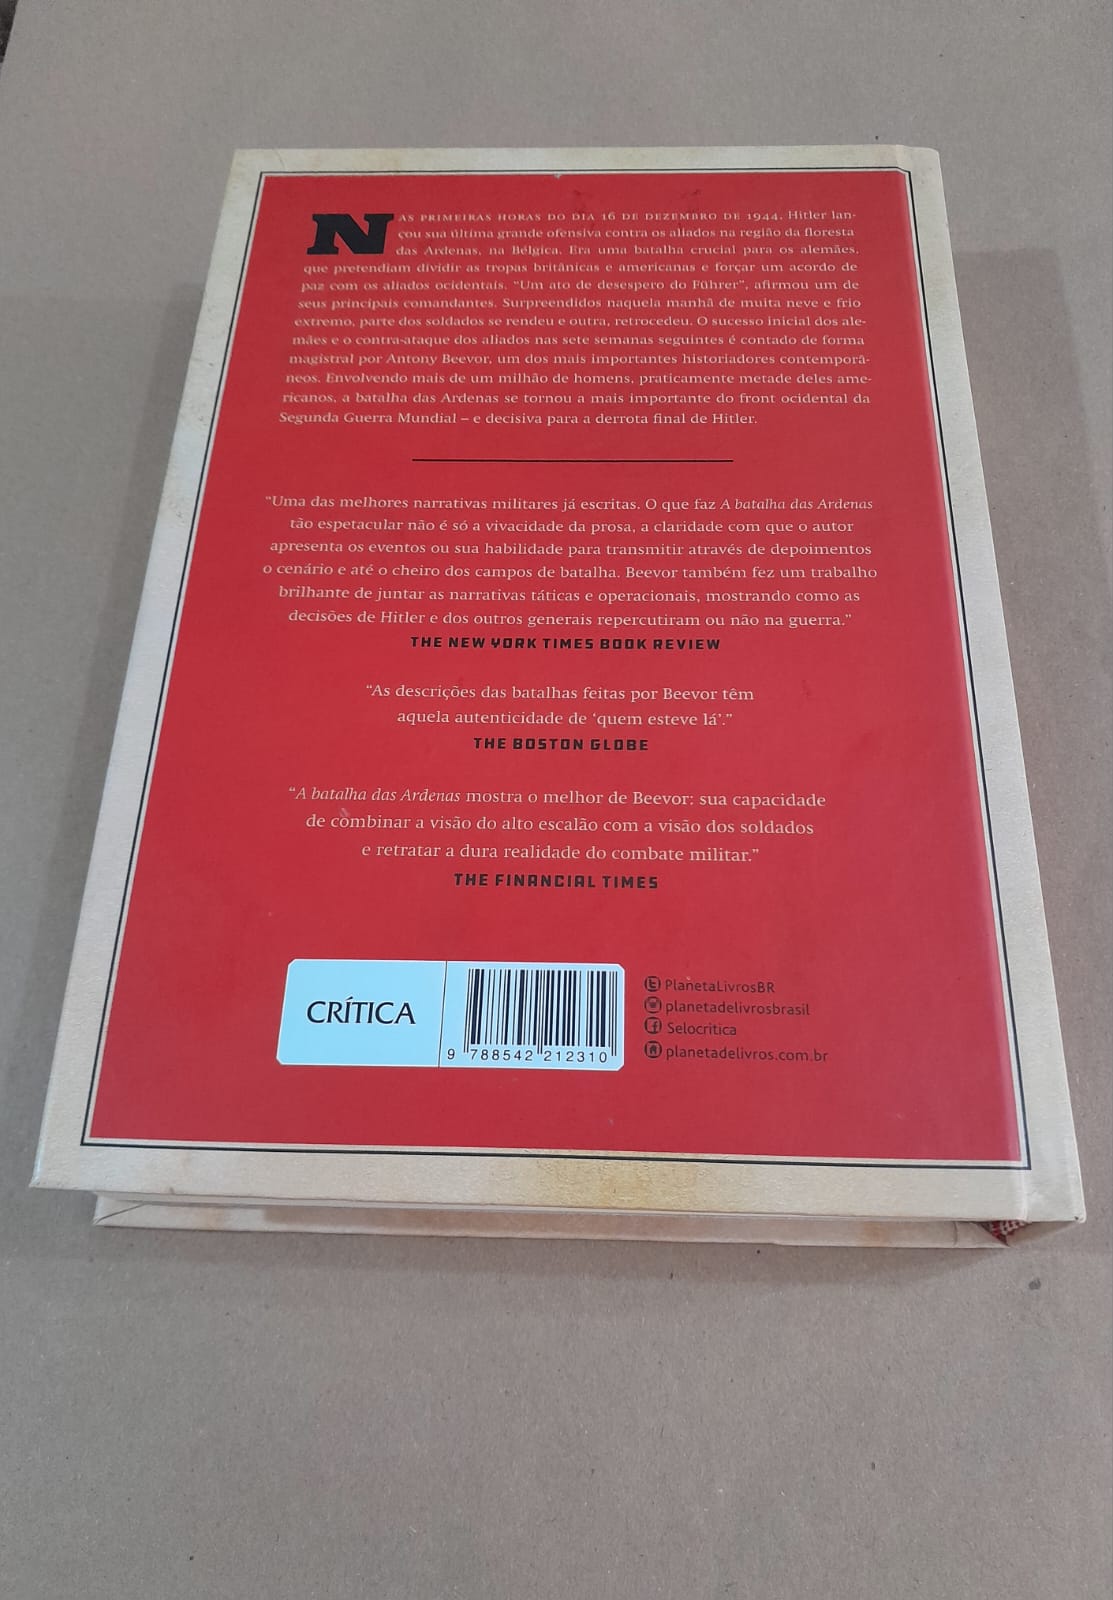 NAS PRIMEIRAS HORAS DO DIA 16 DE DEZEMBRO DE 1944, Hitler lan-
çou sua última grande ofensiva contra os aliados na região da floresta
das Ardenas, na Bélgica. Era uma batalha crucial para os alemães,
que pretendiam dividir as tropas britânicas e americanas e forçar um acordo de
paz com os aliados ocidentais. “Um ato de desespero do Führer”, afirmou um de
seus principais comandantes. Surpreendidos naquela manhã de muita neve e frio
extremo, parte dos soldados se rendeu e outra, retrocedeu. O sucesso inicial dos ale-
mães e o contra-ataque dos aliados nas sete semanas seguintes é contado de forma
magistral por Antony Beevor, um dos mais importantes historiadores contemporâ-
neos. Envolvendo mais de um milhão de homens, praticamente metade deles ame-
ricanos, a batalha das Ardenas se tornou a mais importante do front ocidental da
Segunda Guerra Mundial – e decisiva para a derrota final de Hitler.
“Uma das melhores narrativas militares já escritas. O que faz A batalha das Ardenas
tão espetacular não é só a vivacidade da prosa, a claridade com que o autor
apresenta os eventos ou sua habilidade para transmitir através de depoimentos
o cenário e até o cheiro dos campos de batalha. Beevor também fez um trabalho
brilhante de juntar as narrativas táticas e operacionais, mostrando como as
decisões de Hitler e dos outros generais repercutiram ou não na guerra.”
THE NEW YORK TIMES BOOK REVIEW
“As descrições das batalhas feitas por Beevor têm
aquela autenticidade de ‘quem esteve lá’.”
THE BOSTON GLOBE
“A batalha das Ardenas mostra o melhor de Beevor: sua capacidade
de combinar a visão do alto escalão com a visão dos soldados
e retratar a dura realidade do combate militar.”
THE FINANCIAL TIMES
CRÍTICA
9 788542 212310
PlanetaLivrosBR
planetadelivrosbrasil
Selocritica
planetadelivros.com.br